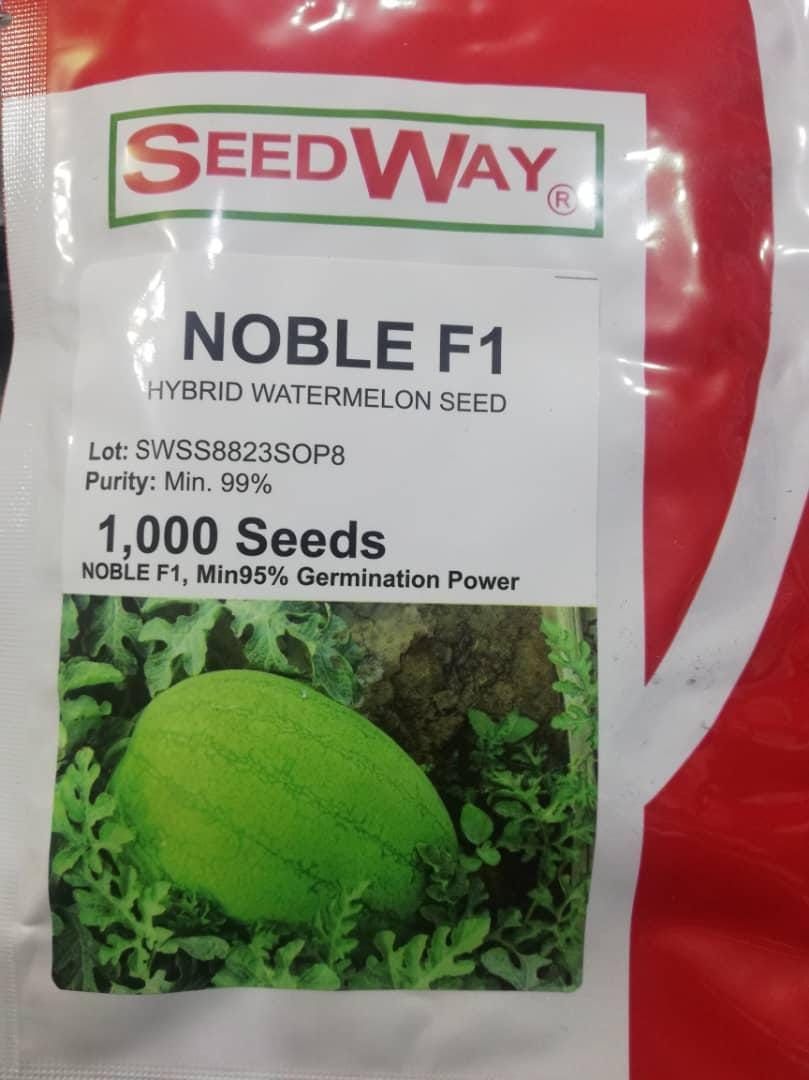 SEEDWAY®
NOBLE F1
HYBRID WATERMELON SEED
Lot: SWSS8823SOP8
Purity: Min. 99%
1,000 Seeds
NOBLE F1, Min95% Germination Power